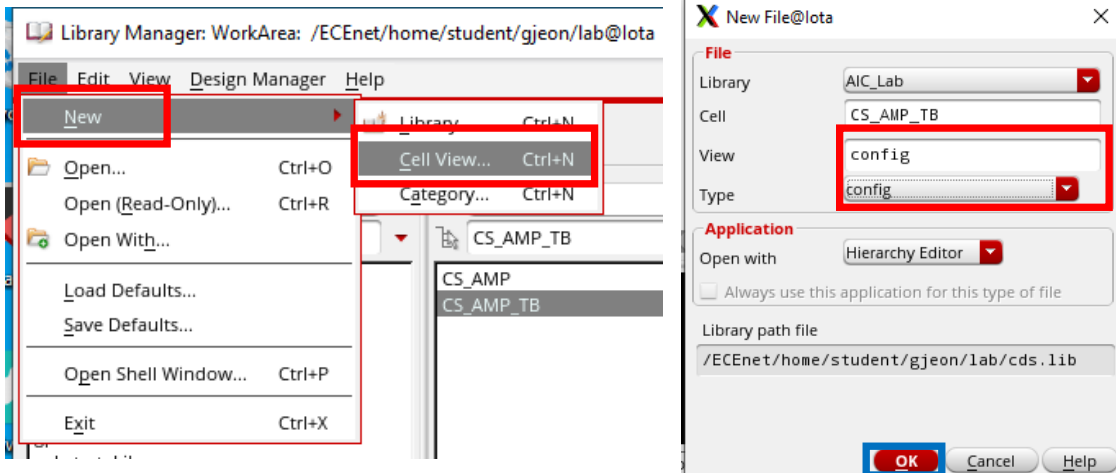 Library Manager: WorkArea: /ECEnet/home/student/gjeon/lab@lota
File Edit View Design Manager Help
New
Library... Ctrl+N
Cell View... Ctrl+N
Category... Ctrl+N
Open... Ctrl+O
Open (Read-Only)... Ctrl+R
Open With...
CS_AMP_TB
Load Defaults...
Save Defaults...
CS_AMP
CS_AMP_TB
Open Shell Window... Ctrl+P
Exit Ctrl+X
New File@lota
File
Library AIC_Lab
Cell CS_AMP_TB
View config
Type config
Application
Open with Hierarchy Editor
Always use this application for this type of file
Library path file
/ECEnet/home/student/gjeon/lab/cds.lib
OK Cancel Help